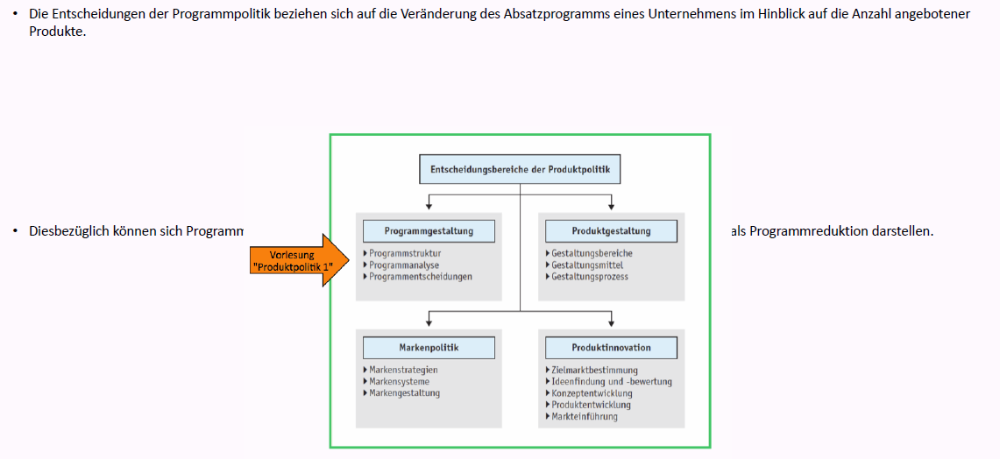 • Die Entscheidungen der Programmpolitik beziehen sich auf die Veränderung des Absatzprogramms eines Unternehmens im Hinblick auf die Anzahl angebotener
Produkte.
Entscheidungsbereiche der Produktpolitik
• Diesbezüglich können sich Programm
als Programmreduktion darstellen.
Programmgestaltung
Programmstruktur
Programmanalyse
Programmentscheidungen
Vorlesung
"Produktpolitik 1"
Produktgestaltung
Gestaltungsbereiche
Gestaltungsmittel
Gestaltungsprozess
Markenpolitik
Markenstrategien
Markensysteme
Markengestaltung
Produktinnovation
Zielmarktbestimmung
Ideenfindung und -bewertung
Konzeptentwicklung
Produktentwicklung
Markteinführung